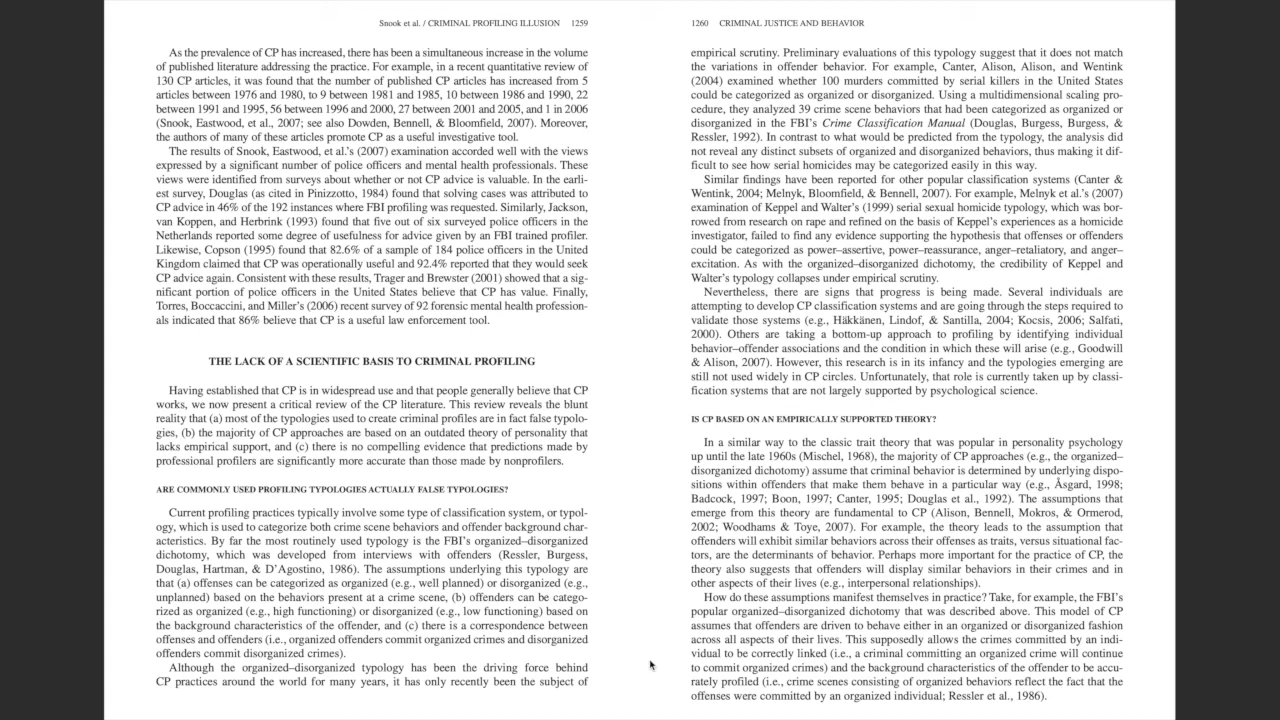 Snook et al. / CRIMINAL PROFILING ILLUSION 1259
As the prevalence of CP has increased, there has been a simultaneous increase in the volume
of published literature addressing the practice. For example, in a recent quantitative review of
130 CP articles, it was found that the number of published CP articles has increased from 5
articles between 1976 and 1980, to 9 between 1981 and 1985, 10 between 1986 and 1990, 22
between 1991 and 1995, 56 between 1996 and 2000, 27 between 2001 and 2005, and 1 in 2006
(Snook, Eastwood, et al., 2007; see also Dowden, Bennell, & Bloomfield, 2007). Moreover,
the authors of many of these articles promote CP as a useful investigative tool.
The results of Snook, Eastwood, et al.'s (2007) examination accorded well with the views
expressed by a significant number of police officers and mental health professionals. These
views were identified from surveys about whether or not CP advice is valuable. In the earli-
est survey, Douglas (as cited in Pinizzotto, 1984) found that solving cases was attributed to
CP advice in 46% of the 192 instances where FBI profiling was requested. Similarly, Jackson,
van Koppen, and Herbrink (1993) found that five out of six surveyed police officers in the
Netherlands reported some degree of usefulness for advice given by an FBI trained profiler.
Likewise, Copson (1995) found that 82.6% of a sample of 184 police officers in the United
Kingdom claimed that CP was operationally useful and 92.4% reported that they would seek
CP advice again. Consistent with these results, Trager and Brewster (2001) showed that a sig-
nificant portion of police officers in the United States believe that CP has value. Finally,
Torres, Boccaccini, and Miller's (2006) recent survey of 92 forensic mental health profession-
als indicated that 86% believe that CP is a useful law enforcement tool.
THE LACK OF A SCIENTIFIC BASIS TO CRIMINAL PROFILING
Having established that CP is in widespread use and that people generally believe that CP
works, we now present a critical review of the CP literature. This review reveals the blunt
reality that (a) most of the typologies used to create criminal profiles are in fact false typolo-
gies, (b) the majority of CP approaches are based on an outdated theory of personality that
lacks empirical support, and (c) there is no compelling evidence that predictions made by
professional profilers are significantly more accurate than those made by nonprofilers.
ARE COMMONLY USED PROFILING TYPOLOGIES ACTUALLY FALSE TYPOLOGIES?
Current profiling practices typically involve some type of classification system, or typol-
ogy, which is used to categorize both crime scene behaviors and offender background char-
acteristics. By far the most routinely used typology is the FBI's organized–disorganized
dichotomy, which was developed from interviews with offenders (Ressler, Burgess,
Douglas, Hartman, & D'Agostino, 1986). The assumptions underlying this typology are
that (a) offenses can be categorized as organized (e.g., well planned) or disorganized (e.g.,
unplanned) based on the behaviors present at a crime scene, (b) offenders can be catego-
rized as organized (e.g., high functioning) or disorganized (e.g., low functioning) based on
the background characteristics of the offender, and (c) there is a correspondence between
offenses and offenders (i.e., organized offenders commit organized crimes and disorganized
offenders commit disorganized crimes).
Although the organized–disorganized typology has been the driving force behind
CP practices around the world for many years, it has only recently been the subject of
1260 CRIMINAL JUSTICE AND BEHAVIOR
empirical scrutiny. Preliminary evaluations of this typology suggest that it does not match
the variations in offender behavior. For example, Canter, Alison, Alison, and Wentink
(2004) examined whether 100 murders committed by serial killers in the United States
could be categorized as organized or disorganized. Using a multidimensional scaling pro-
cedure, they analyzed 39 crime scene behaviors that had been categorized as organized or
disorganized in the FBI's Crime Classification Manual (Douglas, Burgess, Burgess, &
Ressler, 1992). In contrast to what would be predicted from the typology, the analysis did
not reveal any distinct subsets of organized and disorganized behaviors, thus making it dif-
ficult to see how serial homicides may be categorized easily in this way.
Similar findings have been reported for other popular classification systems (Canter &
Wentink, 2004; Melnyk, Bloomfield, & Bennell, 2007). For example, Melnyk et al.'s (2007)
examination of Keppel and Walter's (1999) serial sexual homicide typology, which was bor-
rowed from research on rape and refined on the basis of Keppel's experiences as a homicide
investigator, failed to find any evidence supporting the hypothesis that offenses or offenders
could be categorized as power–assertive, power–reassurance, anger–retaliatory, and anger–
excitation. As with the organized–disorganized dichotomy, the credibility of Keppel and
Walter's typology collapses under empirical scrutiny.
Nevertheless, there are signs that progress is being made. Several individuals are
attempting to develop CP classification systems and are going through the steps required to
validate those systems (e.g., Häkkänen, Lindof, & Santilla, 2004; Kocsis, 2006; Salfati,
2000). Others are taking a bottom-up approach to profiling by identifying individual
behavior–offender associations and the condition in which these will arise (e.g., Goodwill
& Alison, 2007). However, this research is in its infancy and the typologies emerging are
still not used widely in CP circles. Unfortunately, that role is currently taken up by classi-
fication systems that are not largely supported by psychological science.
IS CP BASED ON AN EMPIRICALLY SUPPORTED THEORY?
In a similar way to the classic trait theory that was popular in personality psychology
up until the late 1960s (Mischel, 1968), the majority of CP approaches (e.g., the organized–
disorganized dichotomy) assume that criminal behavior is determined by underlying dispo-
sitions within offenders that make them behave in a particular way (e.g., Åsgard, 1998;
Badcock, 1997; Boon, 1997; Canter, 1995; Douglas et al., 1992). The assumptions that
emerge from this theory are fundamental to CP (Alison, Bennell, Mokros, & Ormerod,
2002; Woodhams & Toye, 2007). For example, the theory leads to the assumption that
offenders will exhibit similar behaviors across their offenses as traits, versus situational fac-
tors, are the determinants of behavior. Perhaps more important for the practice of CP, the
theory also suggests that offenders will display similar behaviors in their crimes and in
other aspects of their lives (e.g., interpersonal relationships).
How do these assumptions manifest themselves in practice? Take, for example, the FBI's
popular organized–disorganized dichotomy that was described above. This model of CP
assumes that offenders are driven to behave either in an organized or disorganized fashion
across all aspects of their lives. This supposedly allows the crimes committed by an indi-
vidual to be correctly linked (i.e., a criminal committing an organized crime will continue
to commit organized crimes) and the background characteristics of the offender to be accu-
rately profiled (i.e., crime scenes consisting of organized behaviors reflect the fact that the
offenses were committed by an organized individual; Ressler et al., 1986).